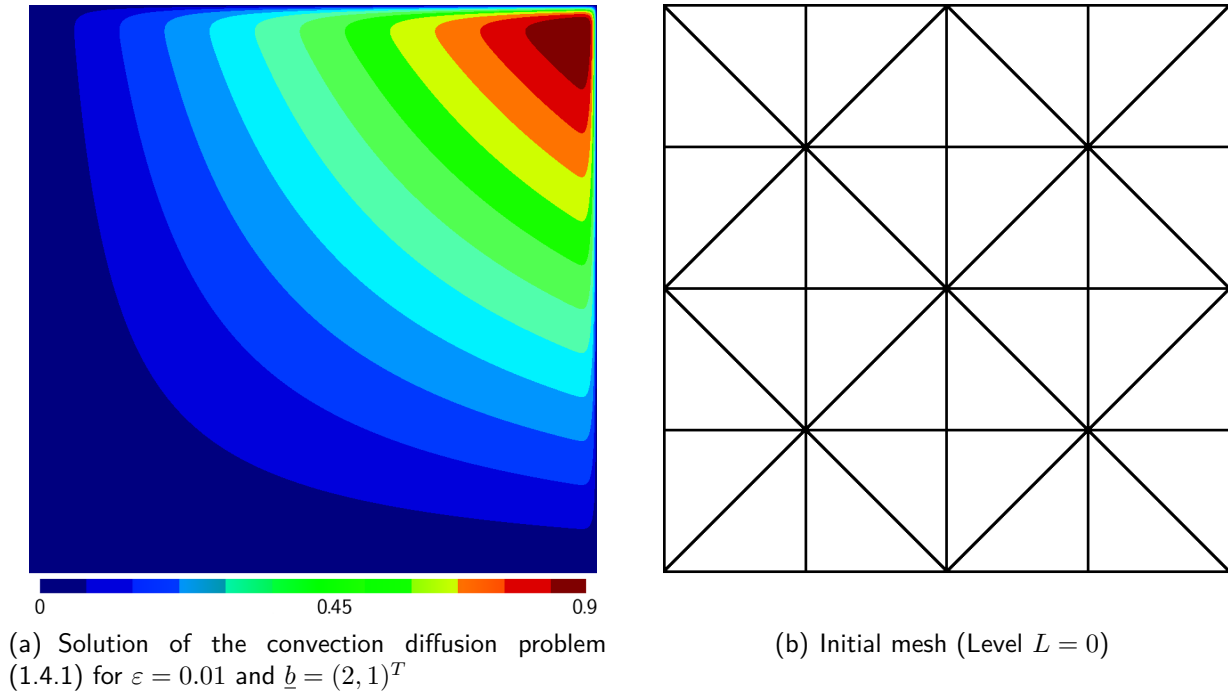 0 0.45 0.9
(a) Solution of the convection diffusion problem
(1.4.1) for ε = 0.01 and b = (2, 1)^T
(b) Initial mesh (Level L = 0)